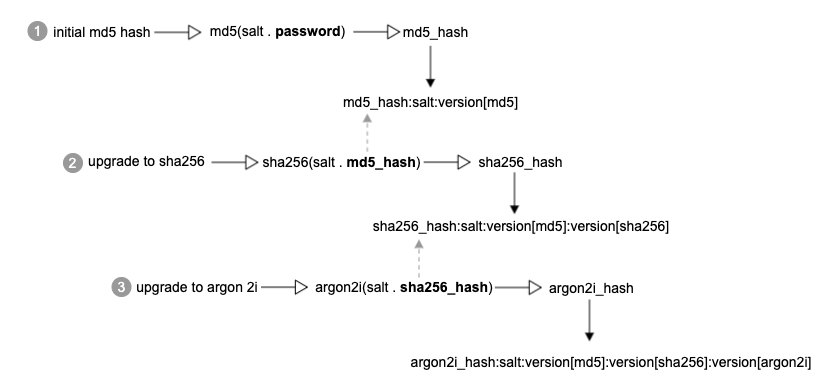 1 initial md5 hash md5(salt . password) md5_hash
md5_hash:salt:version[md5]
2 upgrade to sha256 sha256(salt . md5_hash) sha256_hash
sha256_hash:salt:version[md5]:version[sha256]
3 upgrade to argon 2i argon2i(salt . sha256_hash) argon2i_hash
argon2i_hash:salt:version[md5]:version[sha256]:version[argon2i]